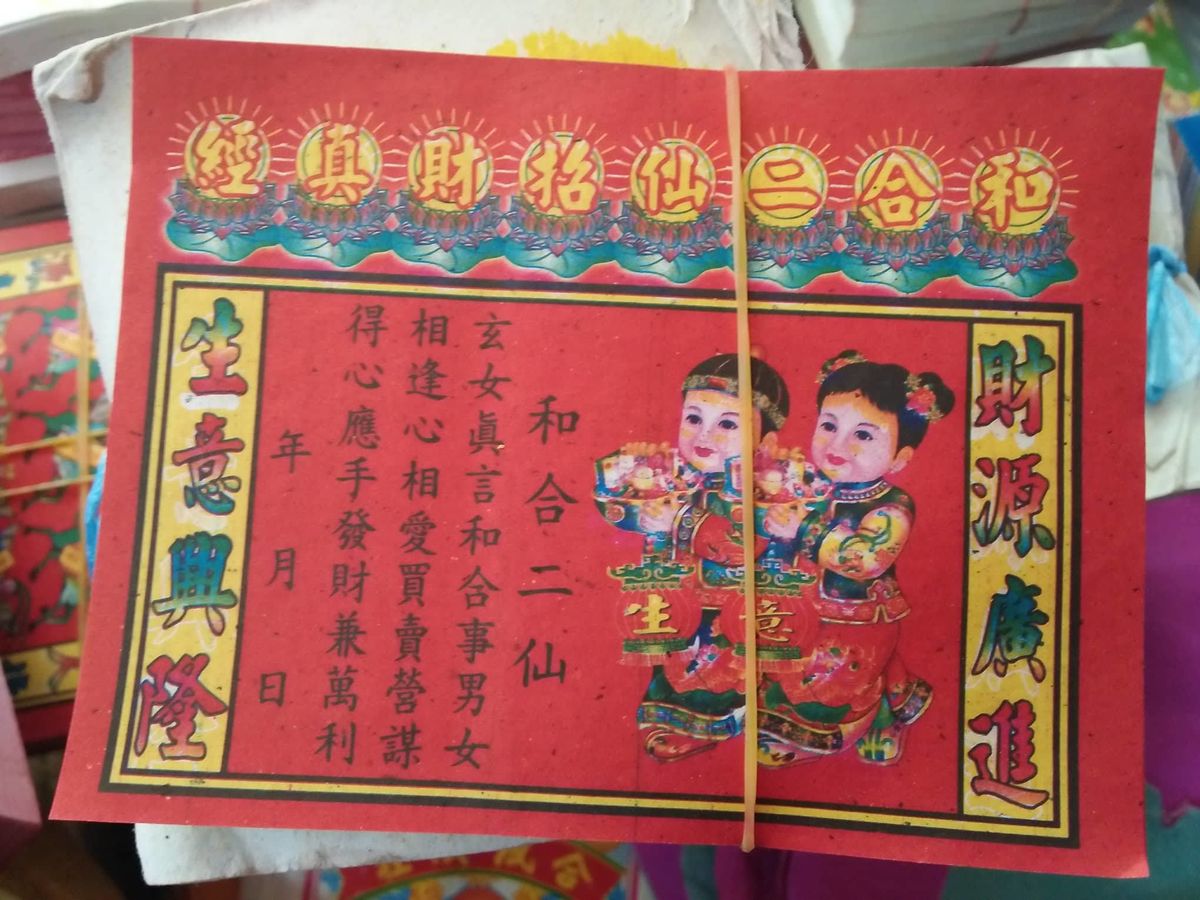 和合二仙招財真經
財源廣進
生意
和合二仙
玄女眞言和合事男女
相逢心相愛買賣營謀
得心應手發財兼萬利
年月日
生意興隆